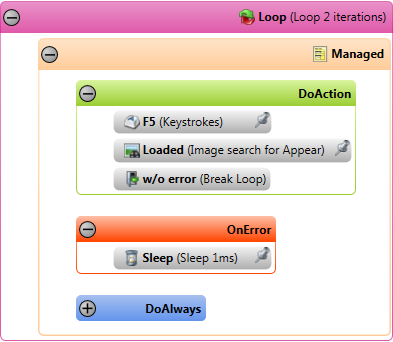 Loop (Loop 2 iterations)
Managed
DoAction
F5 (Keystrokes)
Loaded (Image search for Appear)
w/o error (Break Loop)
OnError
Sleep (Sleep 1ms)
DoAlways